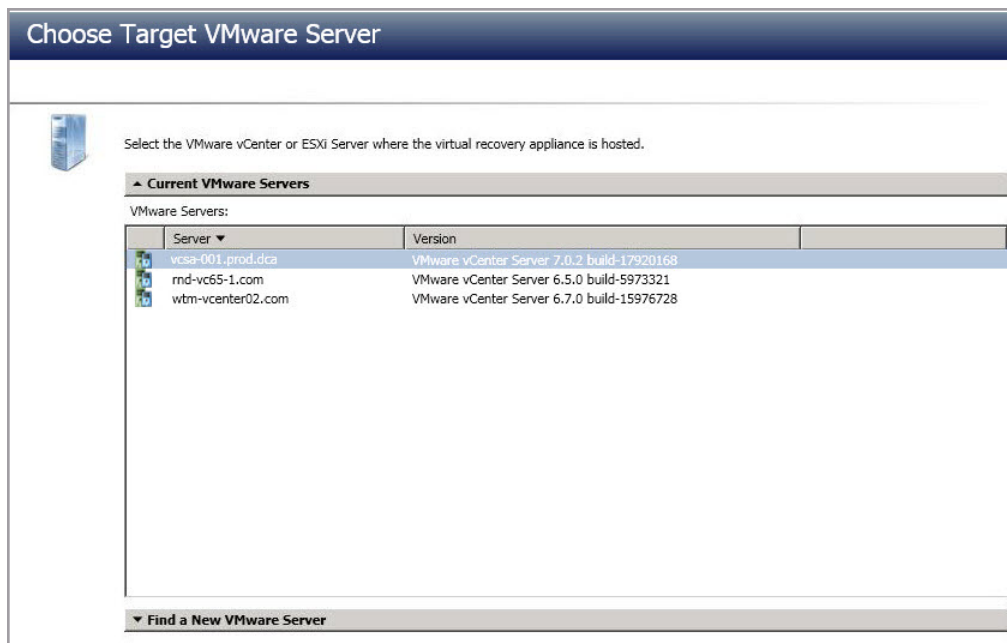 Choose Target VMware Server
Select the VMware vCenter or ESXi Server where the virtual recovery appliance is hosted.
Current VMware Servers
VMware Servers:
Server Version
vcsa-001.prod.dca VMware vCenter Server 7.0.2 build-17920168
rnd-vc65-1.com VMware vCenter Server 6.5.0 build-5973321
wtm-vcenter02.com VMware vCenter Server 6.7.0 build-15976728
Find a New VMware Server